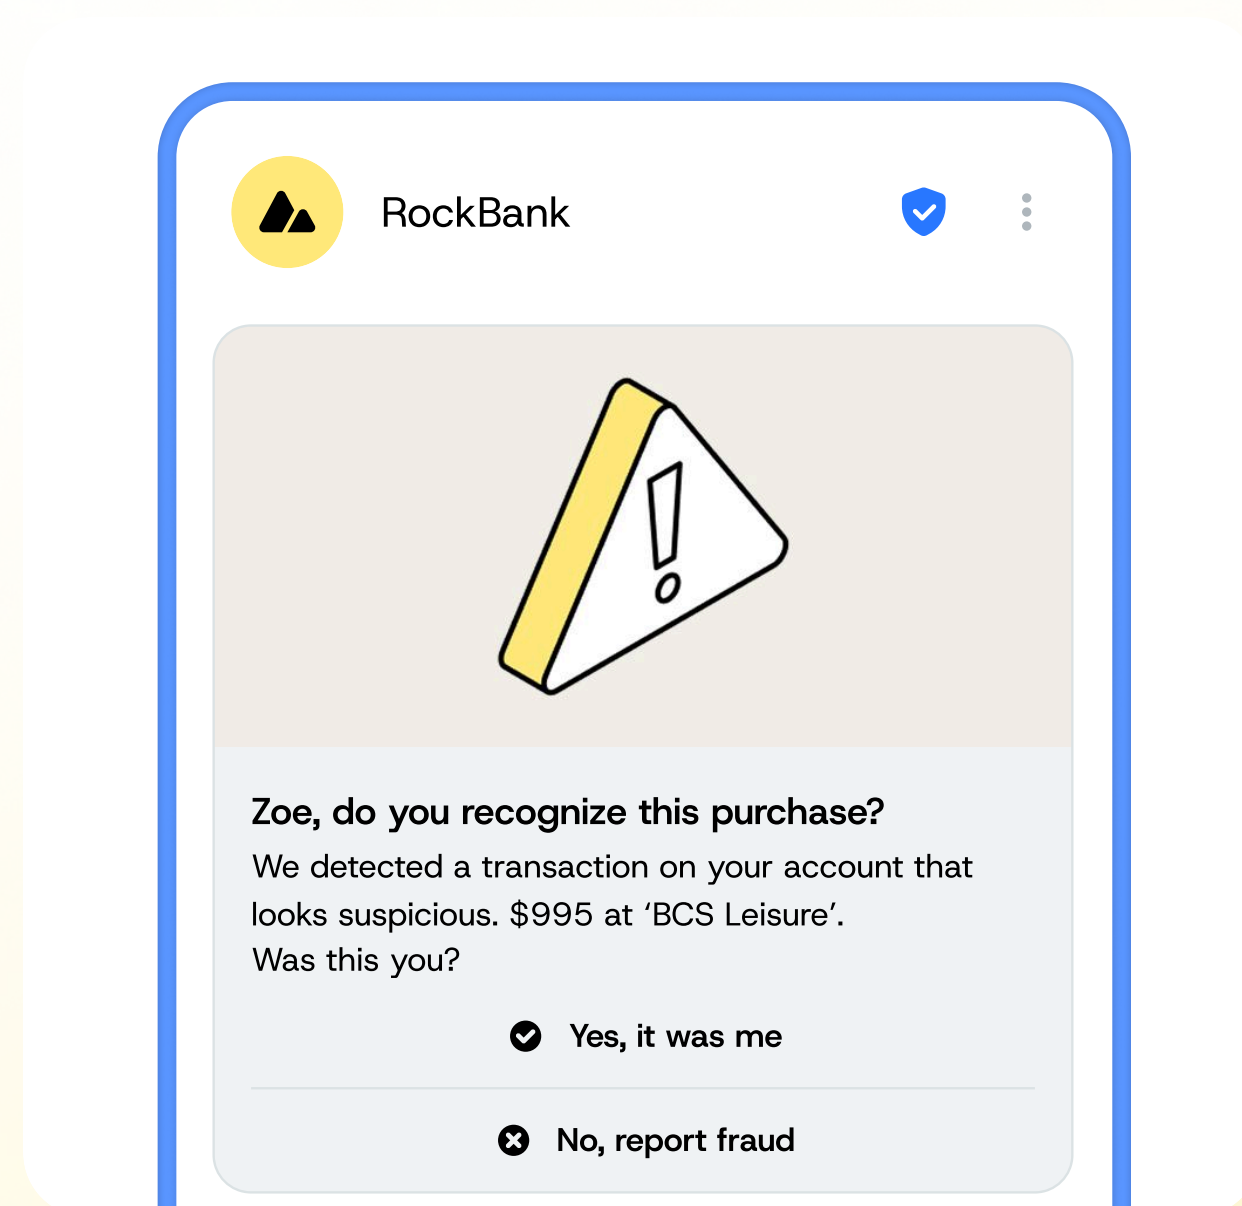 RockBank
Zoe, do you recognize this purchase?
We detected a transaction on your account that
looks suspicious. $995 at ‘BCS Leisure’.
Was this you?
Yes, it was me
No, report fraud